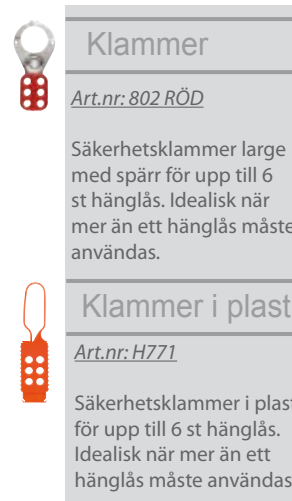 Klammer
Art.nr: 802 RÖD
Säkerhetsklammer large
med spärr för upp till 6
st hänglås. Idealisk när
mer än ett hänglås måste
användas.
Klammer i plast
Art.nr: H771
Säkerhetsklammer i plast
för upp till 6 st hänglås.
Idealisk när mer än ett
hänglås måste användas